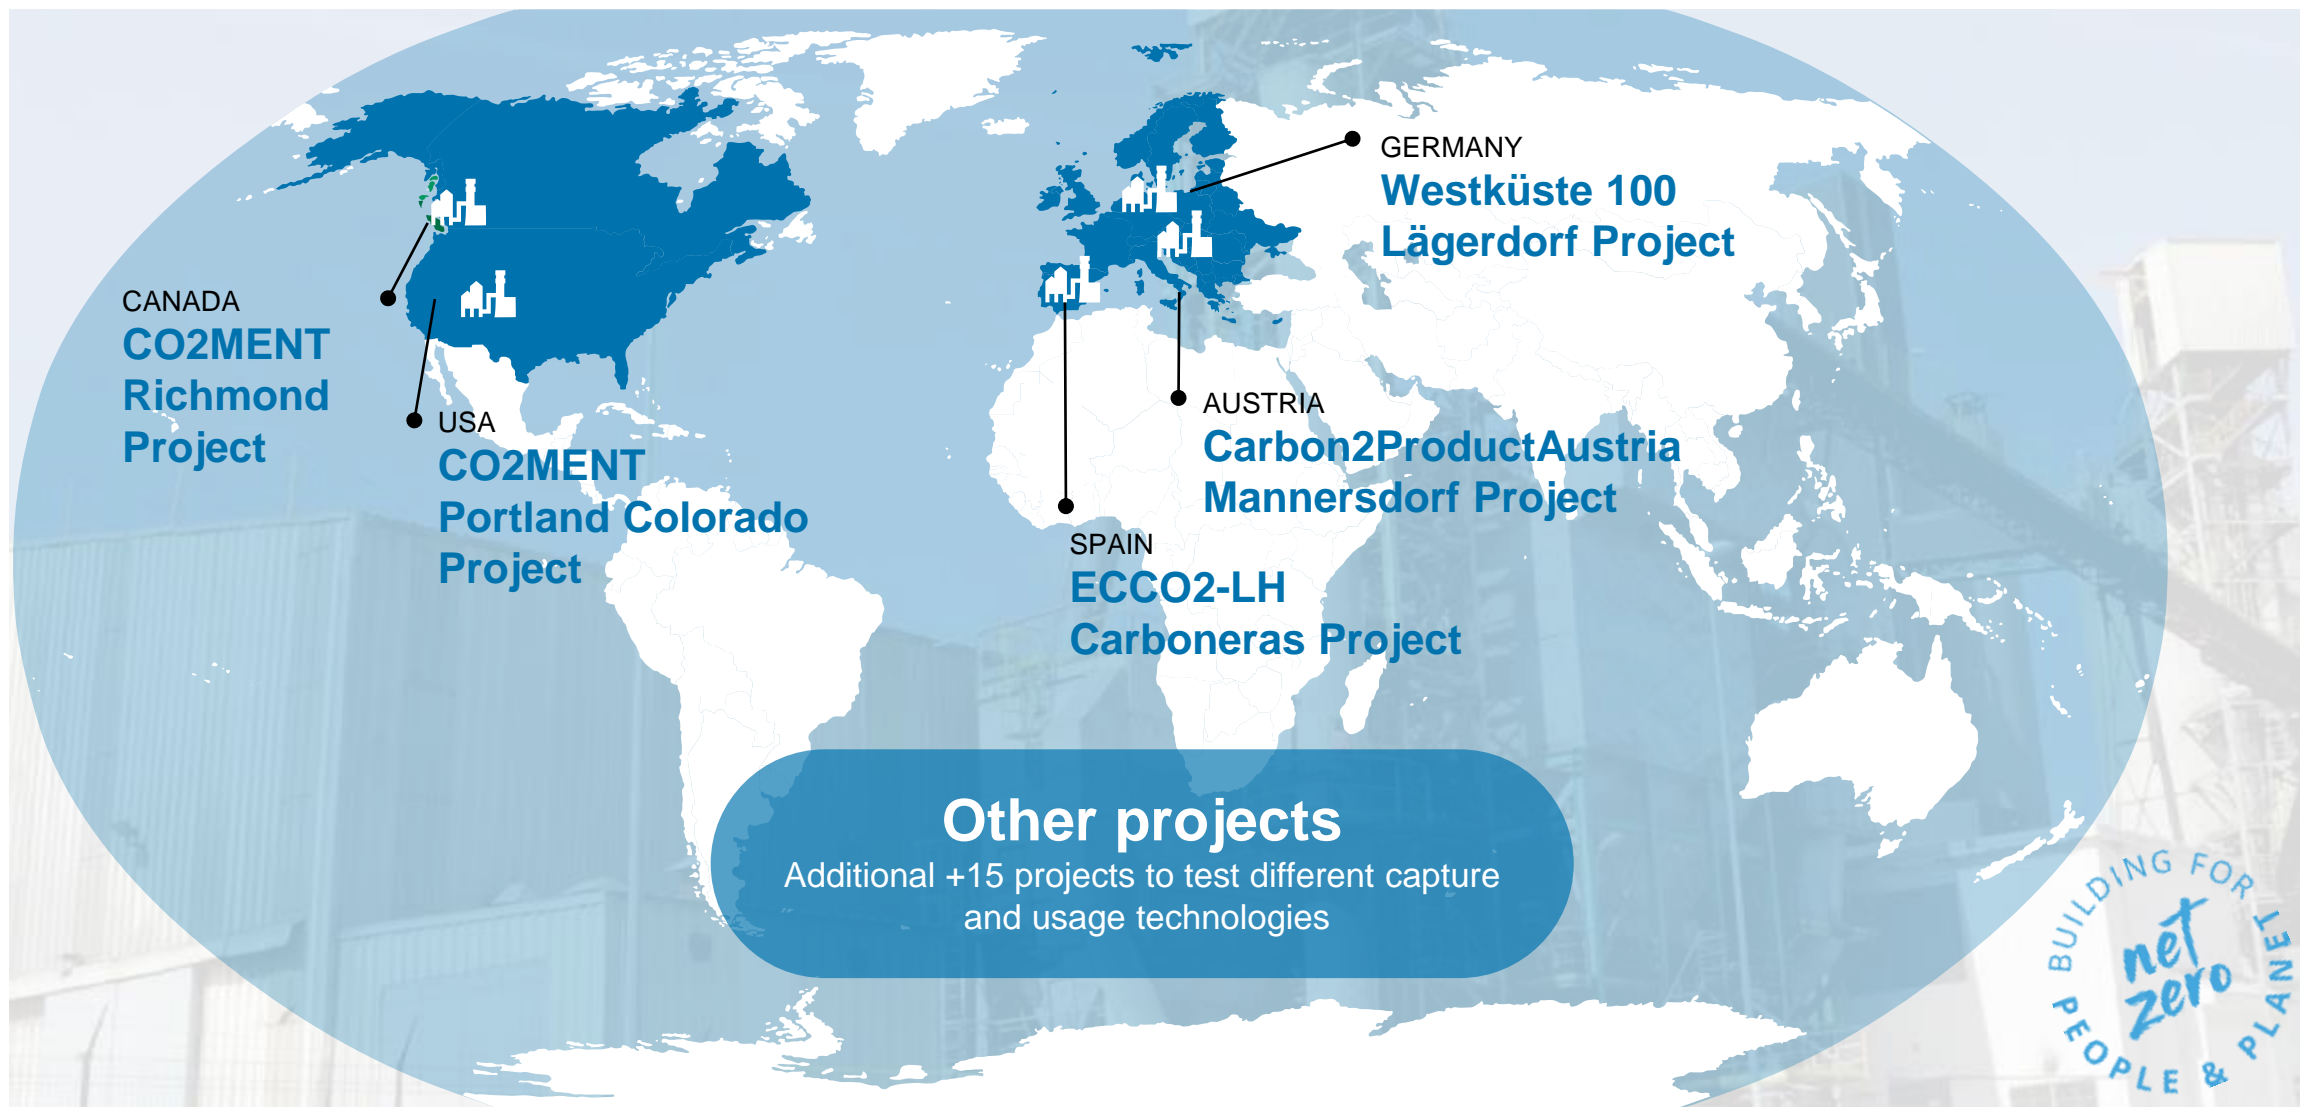 GERMANY
Westküste 100
Lägerdorf Project
CANADA
CO2MENT
Richmond
Project
USA
CO2MENT
Portland Colorado
Project
AUSTRIA
Carbon2ProductAustria
Mannersdorf Project
SPAIN
ECCO2-LH
Carboneras Project
Other projects
Additional +15 projects to test different capture
and usage technologies
BUILDING FOR
PEOPLE & PLANET
net
zero